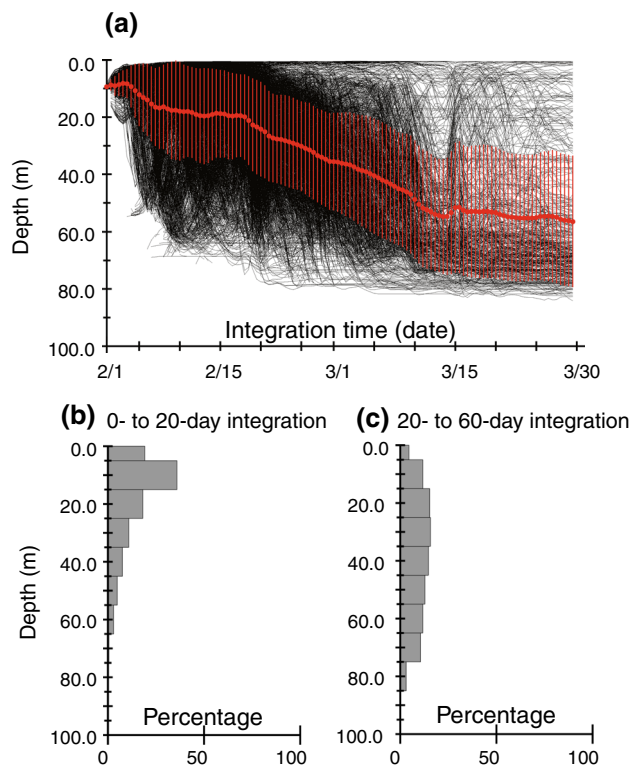 (a)
0.0
20.0
40.0
60.0
80.0
100.0
Depth (m)
Integration time (date)
2/1 2/15 3/1 3/15 3/30
(b) 0- to 20-day integration
0.0
20.0
40.0
60.0
80.0
100.0
Depth (m)
Percentage
0 50 100
(c) 20- to 60-day integration
0.0
20.0
40.0
60.0
80.0
100.0
Percentage
0 50 100